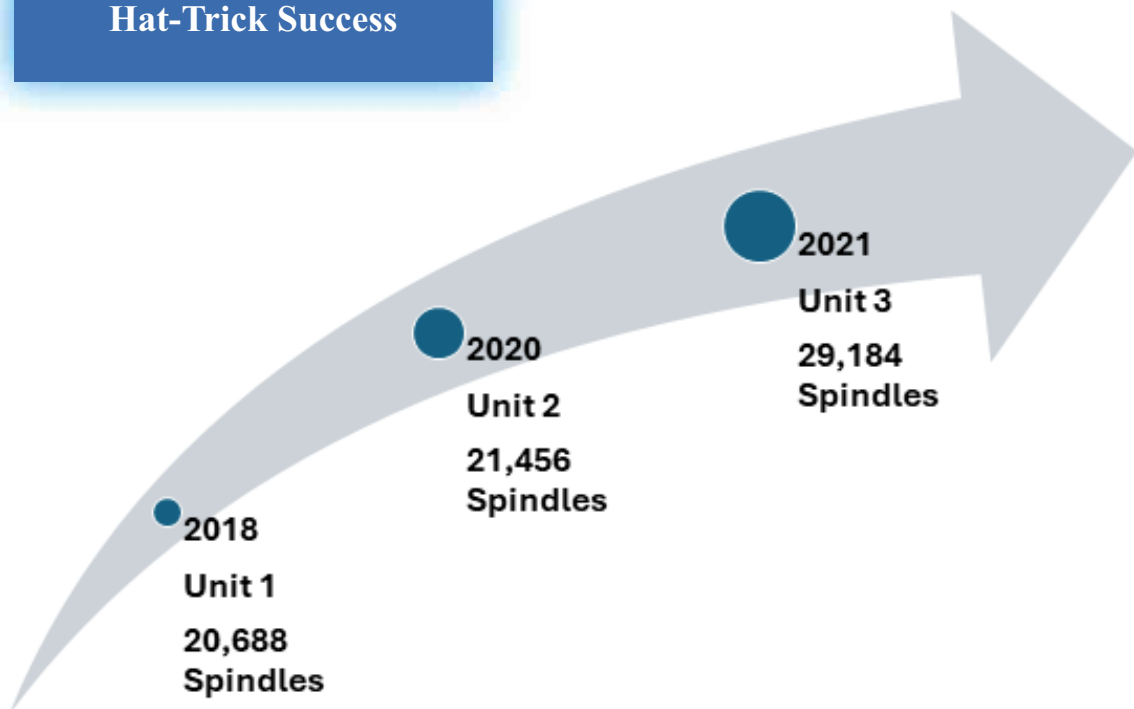 Hat-Trick Success
2021
Unit 3
29,184
Spindles
2020
Unit 2
21,456
Spindles
2018
Unit 1
20,688
Spindles